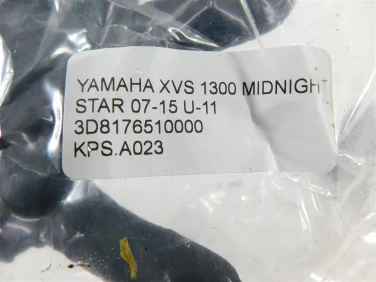 YAMAHA XVS 1300 MIDNIGHT
STAR 07-15 U-11
3D8176510000
KPS.A023